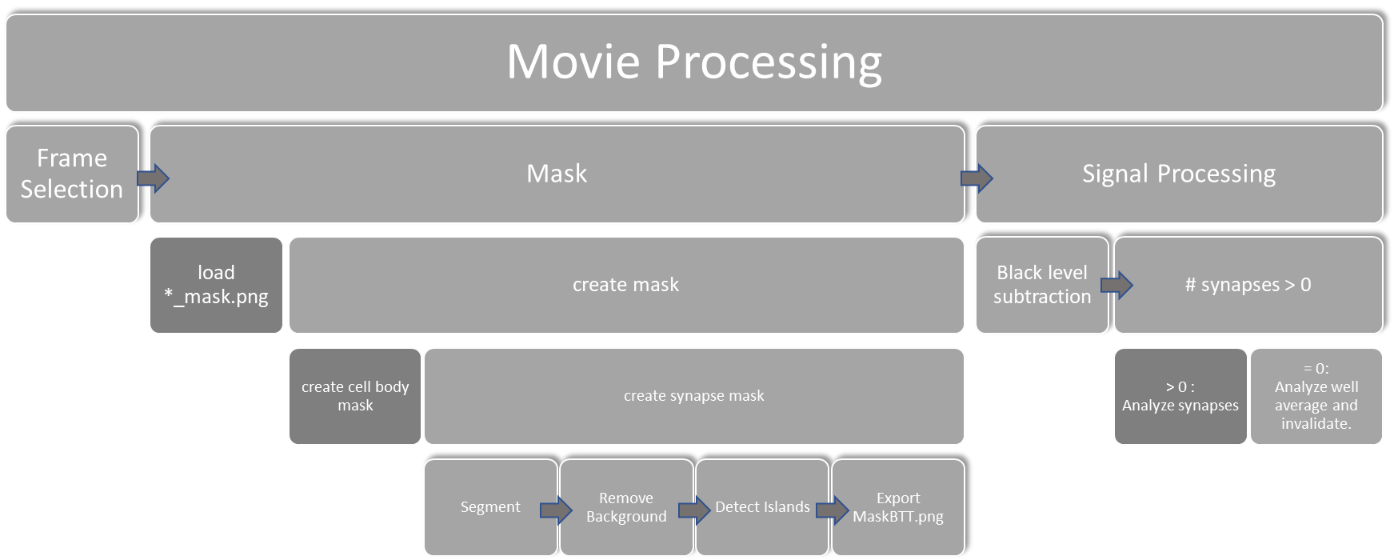 Movie Processing
Frame
Selection
Mask
Signal Processing
load
*_mask.png
create mask
Black level
subtraction
# synapses > 0
create cell body
mask
create synapse mask
> 0 :
Analyze synapses
= 0:
Analyze well
average and
invalidate.
Segment
Remove
Background
Detect Islands
Export
MaskBTT.png